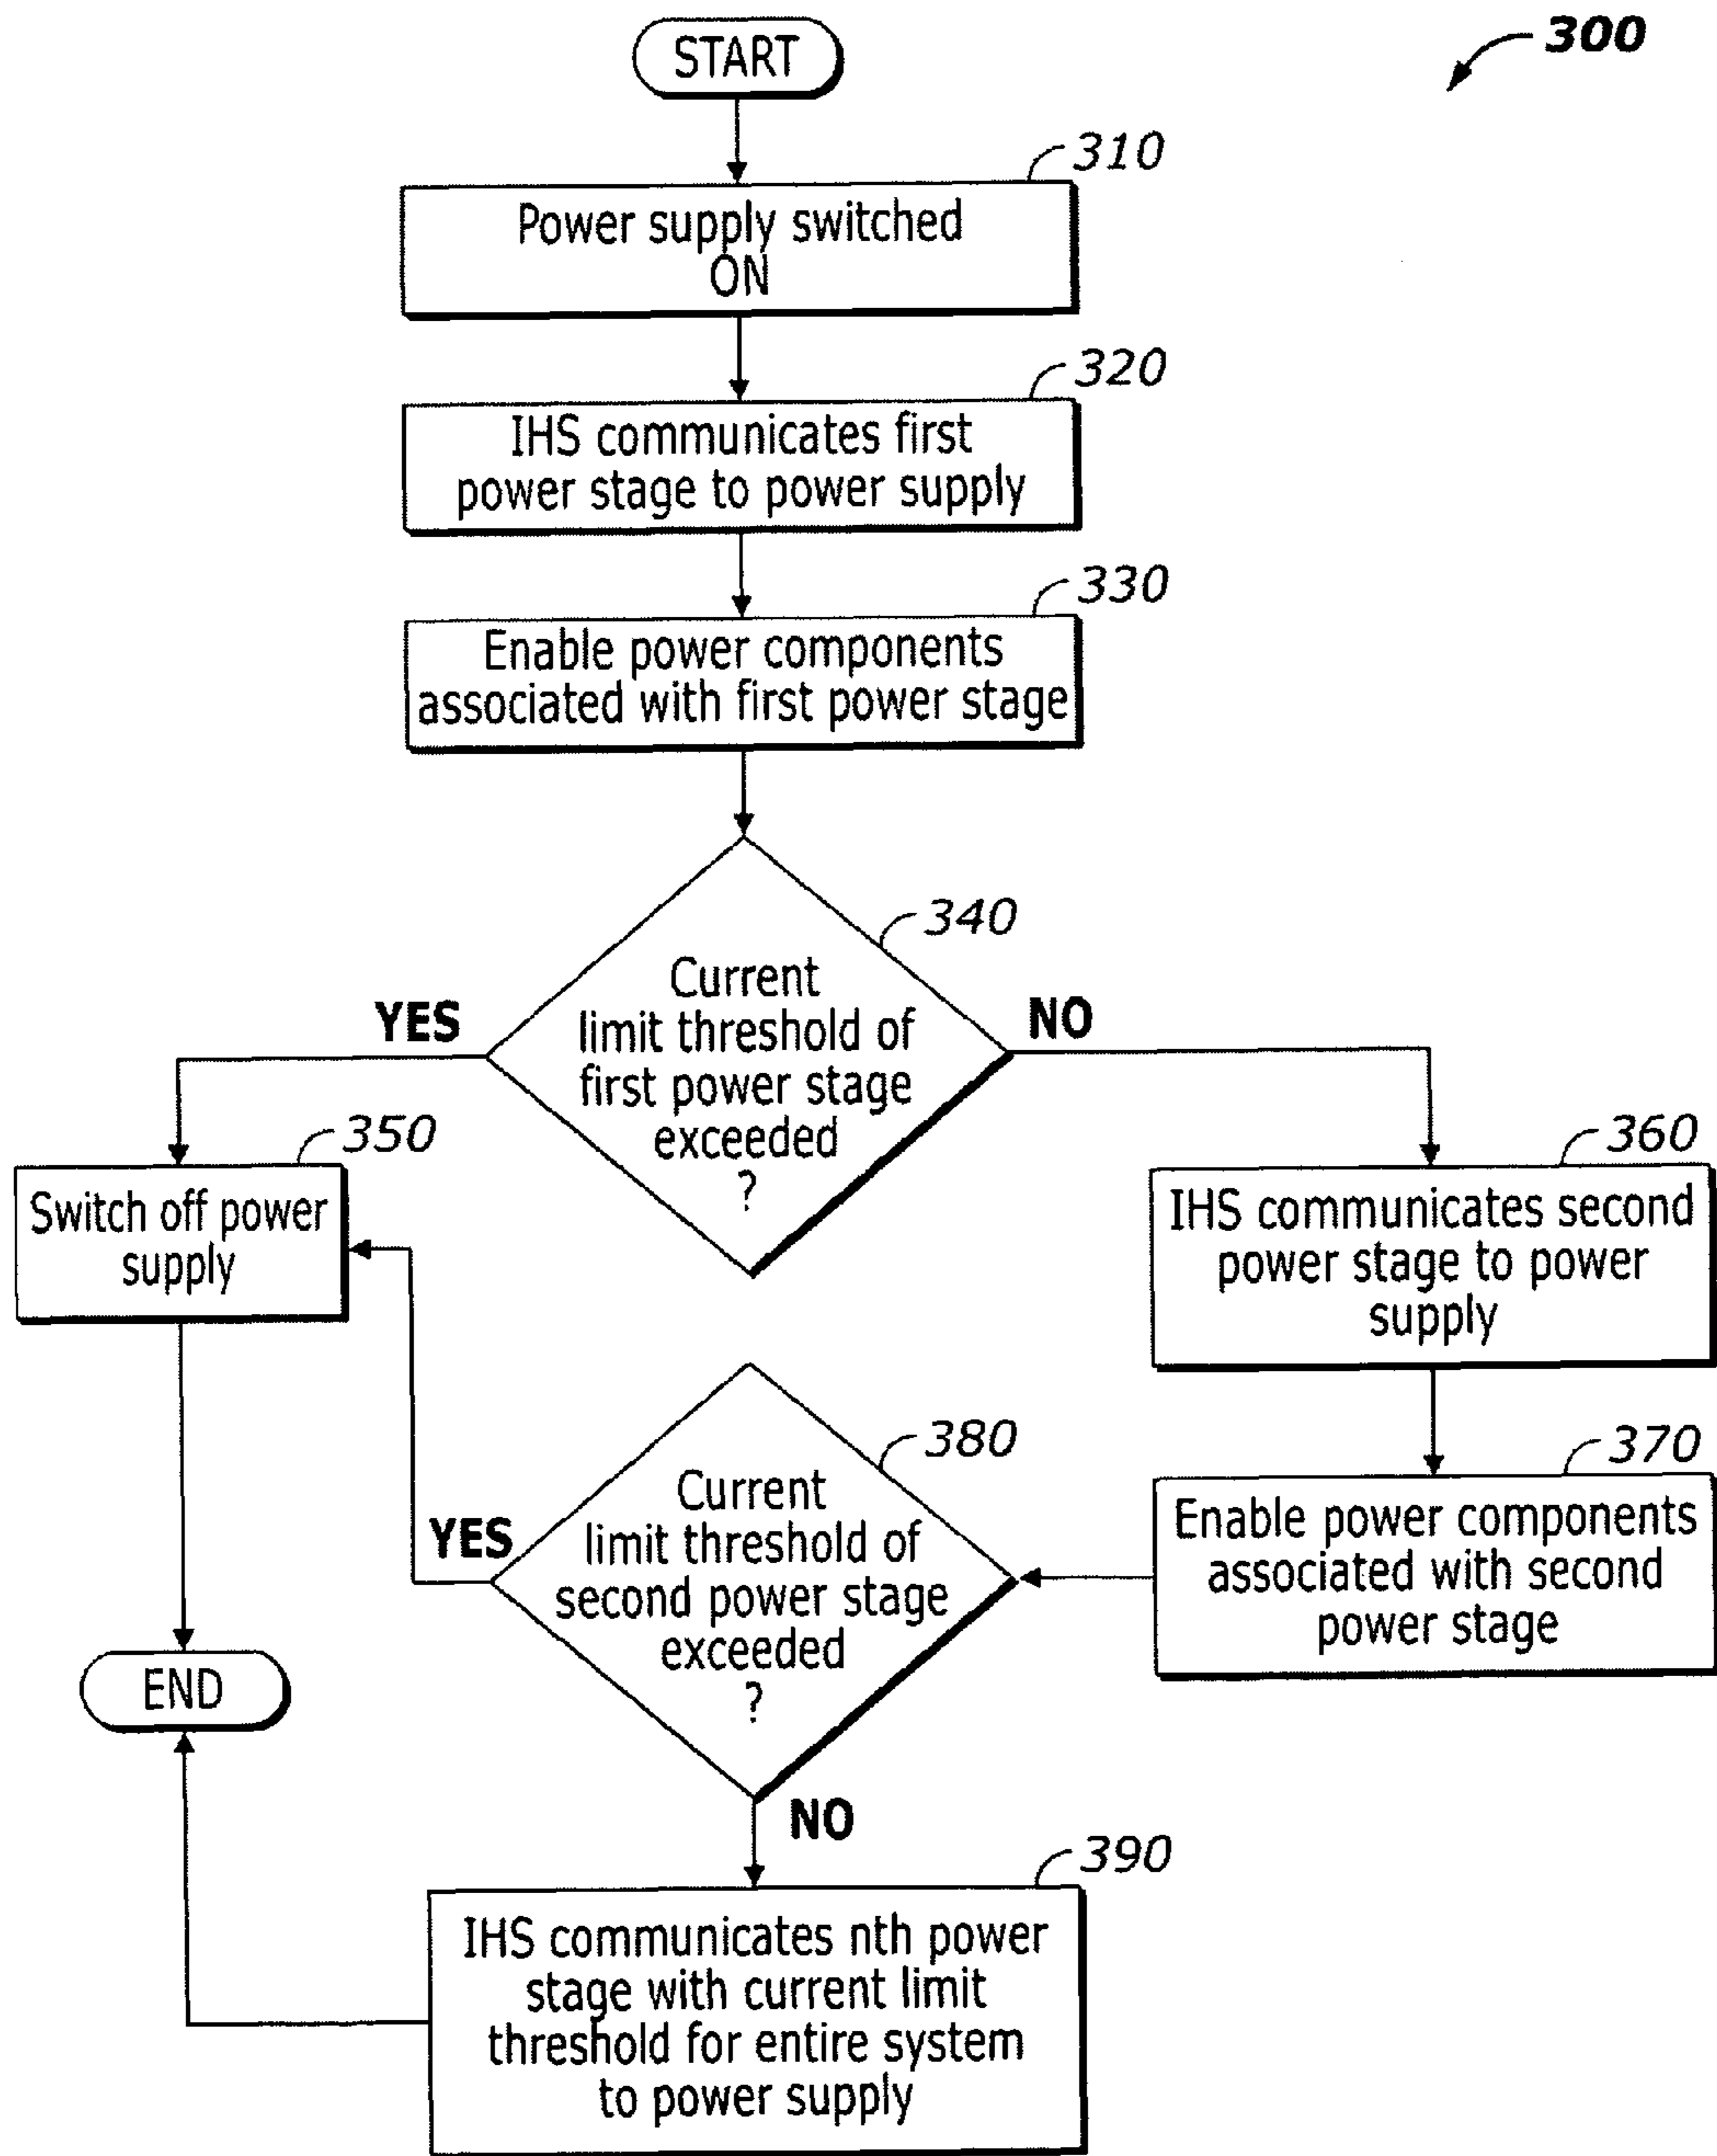 300
START
310
Power supply switched
ON
320
IHS communicates first
power stage to power supply
330
Enable power components
associated with first power stage
340
Current
limit threshold of
first power stage
exceeded
?
YES
NO
350
Switch off power
supply
360
IHS communicates second
power stage to power
supply
370
Enable power components
associated with second
power stage
380
Current
limit threshold of
second power stage
exceeded
?
YES
NO
END
390
IHS communicates nth power
stage with current limit
threshold for entire system
to power supply